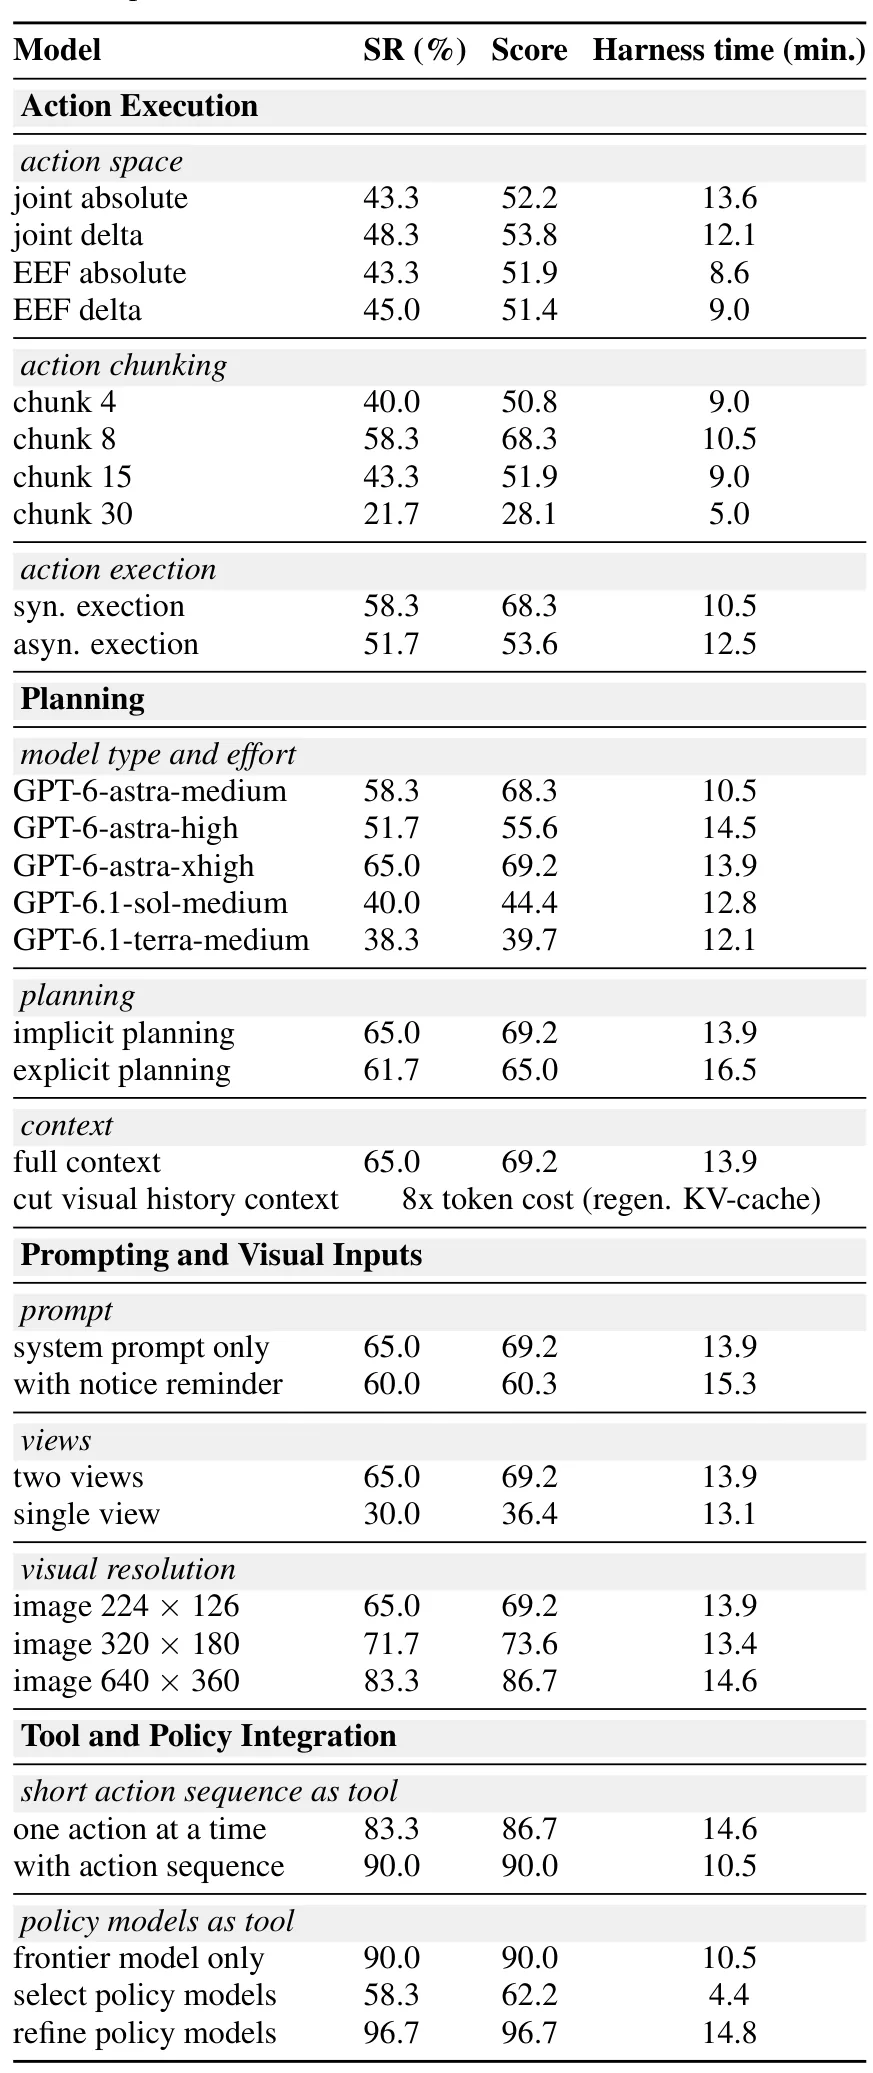 Model SR (%) Score Harness time (min.)
Action Execution
action space
joint absolute 43.3 52.2 13.6
joint delta 48.3 53.8 12.1
EEF absolute 43.3 51.9 8.6
EEF delta 45.0 51.4 9.0
action chunking
chunk 4 40.0 50.8 9.0
chunk 8 58.3 68.3 10.5
chunk 15 43.3 51.9 9.0
chunk 30 21.7 28.1 5.0
action exection
syn. exection 58.3 68.3 10.5
asyn. exection 51.7 53.6 12.5
Planning
model type and effort
GPT-6-astra-medium 58.3 68.3 10.5
GPT-6-astra-high 51.7 55.6 14.5
GPT-6-astra-xhigh 65.0 69.2 13.9
GPT-6.1-sol-medium 40.0 44.4 12.8
GPT-6.1-terra-medium 38.3 39.7 12.1
planning
implicit planning 65.0 69.2 13.9
explicit planning 61.7 65.0 16.5
context
full context 65.0 69.2 13.9
cut visual history context 8x token cost (regen. KV-cache)
Prompting and Visual Inputs
prompt
system prompt only 65.0 69.2 13.9
with notice reminder 60.0 60.3 15.3
views
two views 65.0 69.2 13.9
single view 30.0 36.4 13.1
visual resolution
image 224 × 126 65.0 69.2 13.9
image 320 × 180 71.7 73.6 13.4
image 640 × 360 83.3 86.7 14.6
Tool and Policy Integration
short action sequence as tool
one action at a time 83.3 86.7 14.6
with action sequence 90.0 90.0 10.5
policy models as tool
frontier model only 90.0 90.0 10.5
select policy models 58.3 62.2 4.4
refine policy models 96.7 96.7 14.8